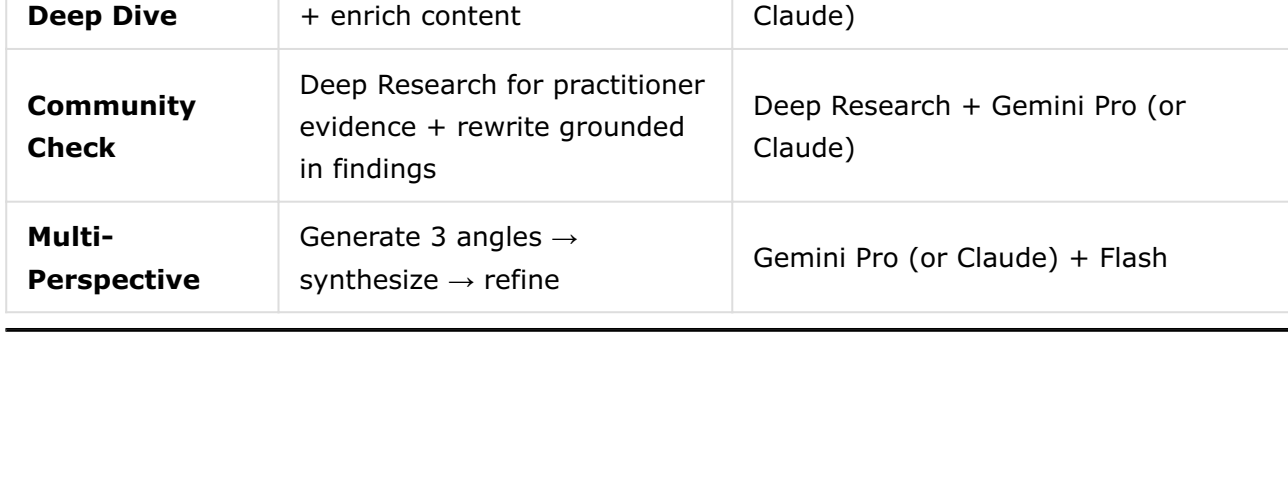 Deep Dive
+ enrich content
Claude)
Community
Check
Deep Research for practitioner
evidence + rewrite grounded
in findings
Deep Research + Gemini Pro (or
Claude)
Multi-
Perspective
Generate 3 angles →
synthesize → refine
Gemini Pro (or Claude) + Flash